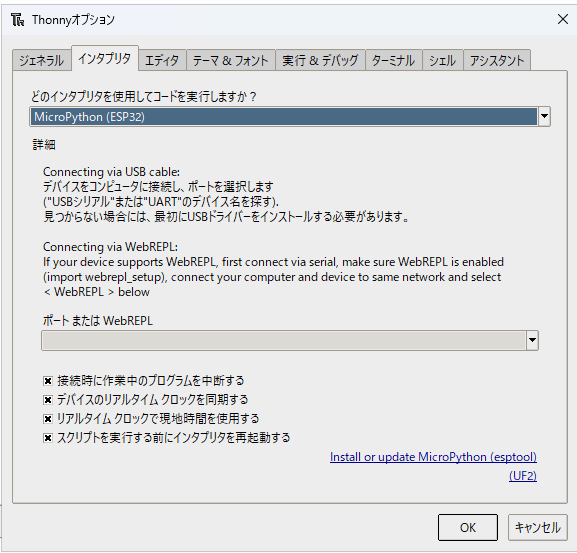 Thonnyオプション
ジェネラル インタプリタ エディタ テーマ & フォント 実行 & デバッグ ターミナル シェル アシスタント
どのインタプリタを使用してコードを実行しますか？
MicroPython (ESP32)
詳細
Connecting via USB cable:
デバイスをコンピュータに接続し、ポートを選択します
("USBシリアル"または"UART"のデバイス名を探す).
見つからない場合には、最初にUSBドライバーをインストールする必要があります。
Connecting via WebREPL:
If your device supports WebREPL, first connect via serial, make sure WebREPL is enabled
(import webrepl_setup), connect your computer and device to same network and select
< WebREPL > below
ポート または WebREPL
接続時に作業中のプログラムを中断する
デバイスのリアルタイム クロックを同期する
リアルタイム クロックで現地時間を使用する
スクリプトを実行する前にインタプリタを再起動する
Install or update MicroPython (esptool)
(UF2)
OK キャンセル